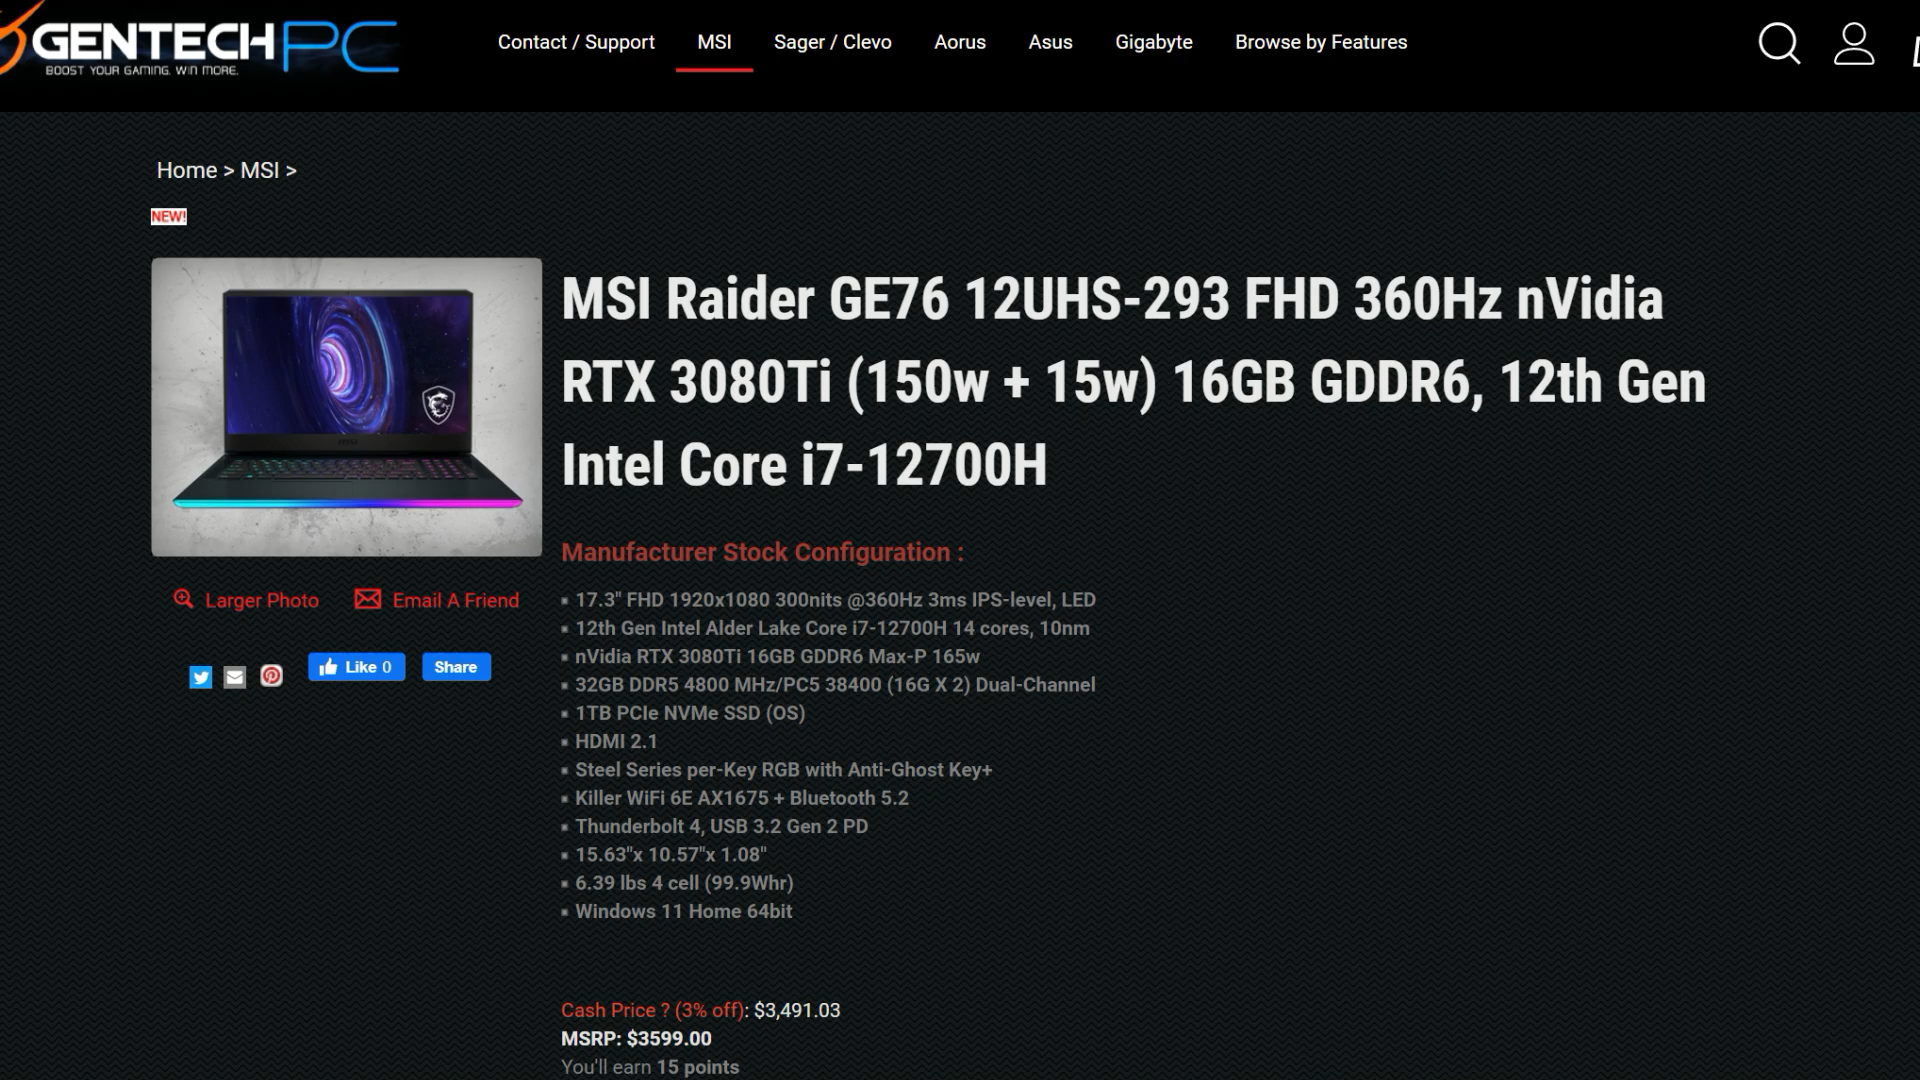 GENTECHPC
BOOST YOUR GAMING. WIN MORE.
Contact / Support
MSI
Sager / Clevo
Aorus
Asus
Gigabyte
Browse by Features
Home > MSI >
NEW!
MSI Raider GE76 12UHS-293 FHD 360Hz nVidia
RTX 3080Ti (150w + 15w) 16GB GDDR6, 12th Gen
Intel Core i7-12700H
Larger Photo
Email A Friend
Like 0
Share
Manufacturer Stock Configuration :
▪ 17.3" FHD 1920x1080 300nits @360Hz 3ms IPS-level, LED
▪ 12th Gen Intel Alder Lake Core i7-12700H 14 cores, 10nm
▪ nVidia RTX 3080Ti 16GB GDDR6 Max-P 165w
▪ 32GB DDR5 4800 MHz/PC5 38400 (16G X 2) Dual-Channel
▪ 1TB PCIe NVMe SSD (OS)
▪ HDMI 2.1
▪ Steel Series per-Key RGB with Anti-Ghost Key+
▪ Killer WiFi 6E AX1675 + Bluetooth 5.2
▪ Thunderbolt 4, USB 3.2 Gen 2 PD
▪ 15.63"x 10.57"x 1.08"
▪ 6.39 lbs 4 cell (99.9Whr)
▪ Windows 11 Home 64bit
Cash Price ? (3% off): $3,491.03
MSRP: $3599.00
You'll earn 15 points